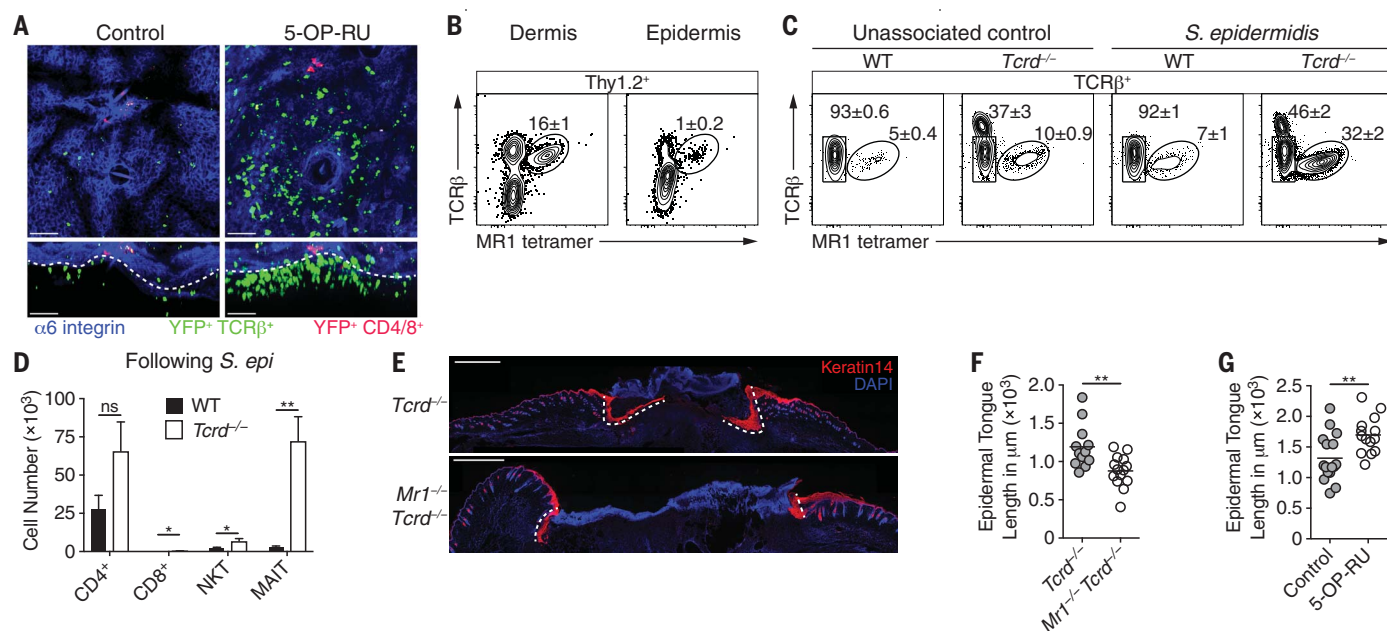 A
Control
5-OP-RU
α6 integrin
YFP⁺ TCRβ⁺
YFP⁺ CD4/8⁺
B
Dermis
Epidermis
Thy1.2⁺
16±1
1±0.2
TCRβ
MR1 tetramer
C
Unassociated control
S. epidermidis
WT
Tcrd⁻/⁻
WT
Tcrd⁻/⁻
TCRβ⁺
93±0.6
5±0.4
37±3
10±0.9
92±1
7±1
46±2
32±2
TCRβ
MR1 tetramer
D
Following S. epi
Cell Number (×10³)
100
75
50
25
0
ns
*
*
**
WT
Tcrd⁻/⁻
CD4⁺
CD8⁺
NKT
MAIT
E
Keratin14
DAPI
Tcrd⁻/⁻
Mr1⁻/⁻
Tcrd⁻/⁻
F
Epidermal Tongue
Length in μm (×10³)
2.0
1.5
1.0
0.5
0
**
Tcrd⁻/⁻
Mr1⁻/⁻ Tcrd⁻/⁻
G
Epidermal Tongue
Length in μm (×10³)
2.5
2.0
1.5
1.0
0.5
0
**
Control
5-OP-RU